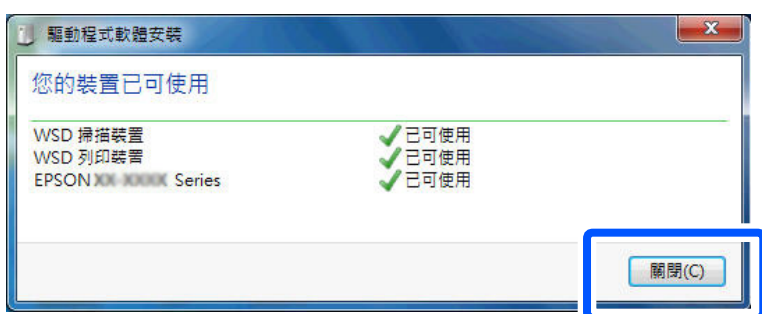 驅動程式軟體安裝
您的裝置已可使用
WSD 掃描裝置 已可使用
WSD 列印裝置 已可使用
EPSON Series 已可使用
關閉(C)